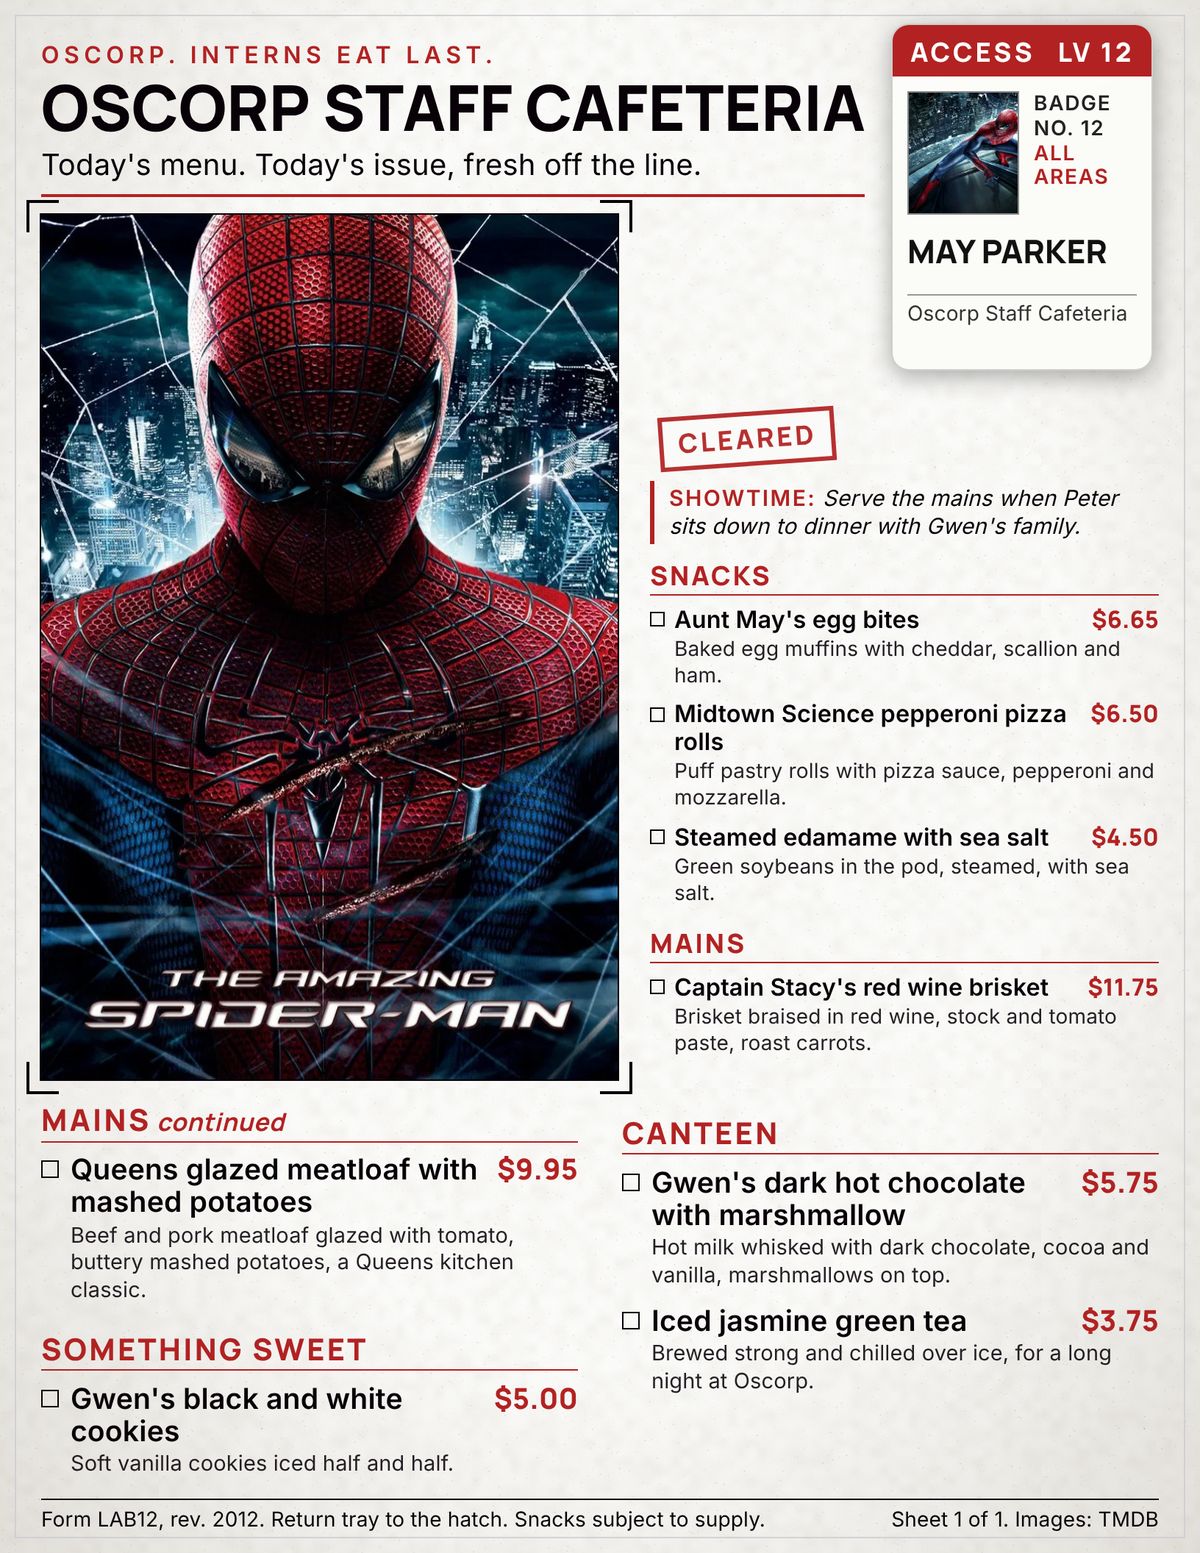 OSCORP. INTERNS EAT LAST.
OSCORP STAFF CAFETERIA
Today's menu. Today's issue, fresh off the line.
ACCESS LV 12
BADGE
NO. 12
ALL
AREAS
MAY PARKER
Oscorp Staff Cafeteria
THE AMAZING
SPIDER-MAN
CLEARED
SHOWTIME: Serve the mains when Peter
sits down to dinner with Gwen's family.
SNACKS
Aunt May's egg bites $6.65
Baked egg muffins with cheddar, scallion and
ham.
Midtown Science pepperoni pizza $6.50
rolls
Puff pastry rolls with pizza sauce, pepperoni and
mozzarella.
Steamed edamame with sea salt $4.50
Green soybeans in the pod, steamed, with sea
salt.
MAINS
Captain Stacy's red wine brisket $11.75
Brisket braised in red wine, stock and tomato
paste, roast carrots.
MAINS continued
Queens glazed meatloaf with $9.95
mashed potatoes
Beef and pork meatloaf glazed with tomato,
buttery mashed potatoes, a Queens kitchen
classic.
SOMETHING SWEET
Gwen's black and white $5.00
cookies
Soft vanilla cookies iced half and half.
CANTEEN
Gwen's dark hot chocolate $5.75
with marshmallow
Hot milk whisked with dark chocolate, cocoa and
vanilla, marshmallows on top.
Iced jasmine green tea $3.75
Brewed strong and chilled over ice, for a long
night at Oscorp.
Form LAB12, rev. 2012. Return tray to the hatch. Snacks subject to supply.
Sheet 1 of 1. Images: TMDB